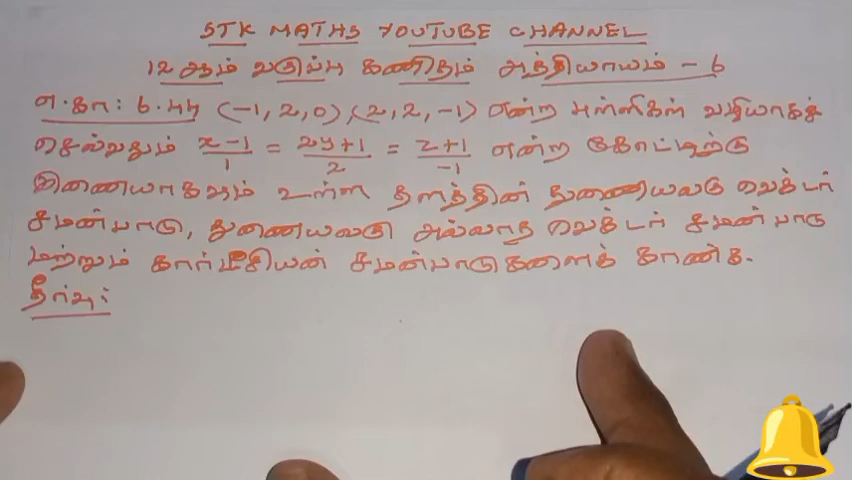 STK MATHS YOUTUBE CHANNEL
12 ஆம் வகுப்பு கணிதம் அத்தியாயம் - 6
எ.கா: 6.44 (-1, 2, 0), (2, 2, -1) என்ற புள்ளிகள் வழியாகச்
செல்வதும் x-1/1 = 2y+1/2 = z+1/-1 என்ற கோட்டிற்கு
இணையாகவும் உள்ள தளத்தின் துணையலகு வெக்டர்
சமன்பாடு, துணையலகு அல்லாத வெக்டர் சமன்பாடு
மற்றும் கார்டீசியன் சமன்பாடுகளைக் காண்க.
தீர்வு: